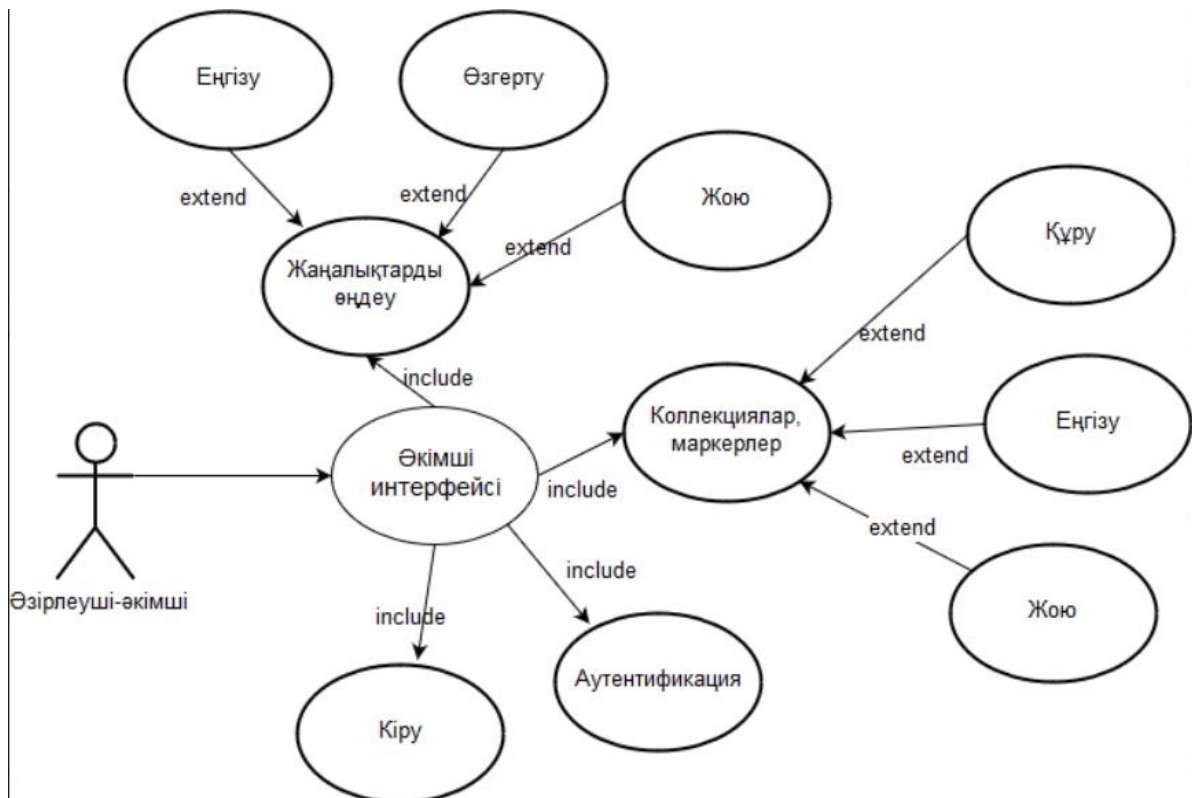 Еңгізу
Өзгерту
extend
extend
Жою
extend
Құру
Жаңалықтарды
өңдеу
extend
include
Коллекциялар,
маркерлер
Еңгізу
extend
Әкімші
интерфейсі
include
extend
include
Жою
Әзірлеуші-әкімші
include
Аутентификация
Кіру